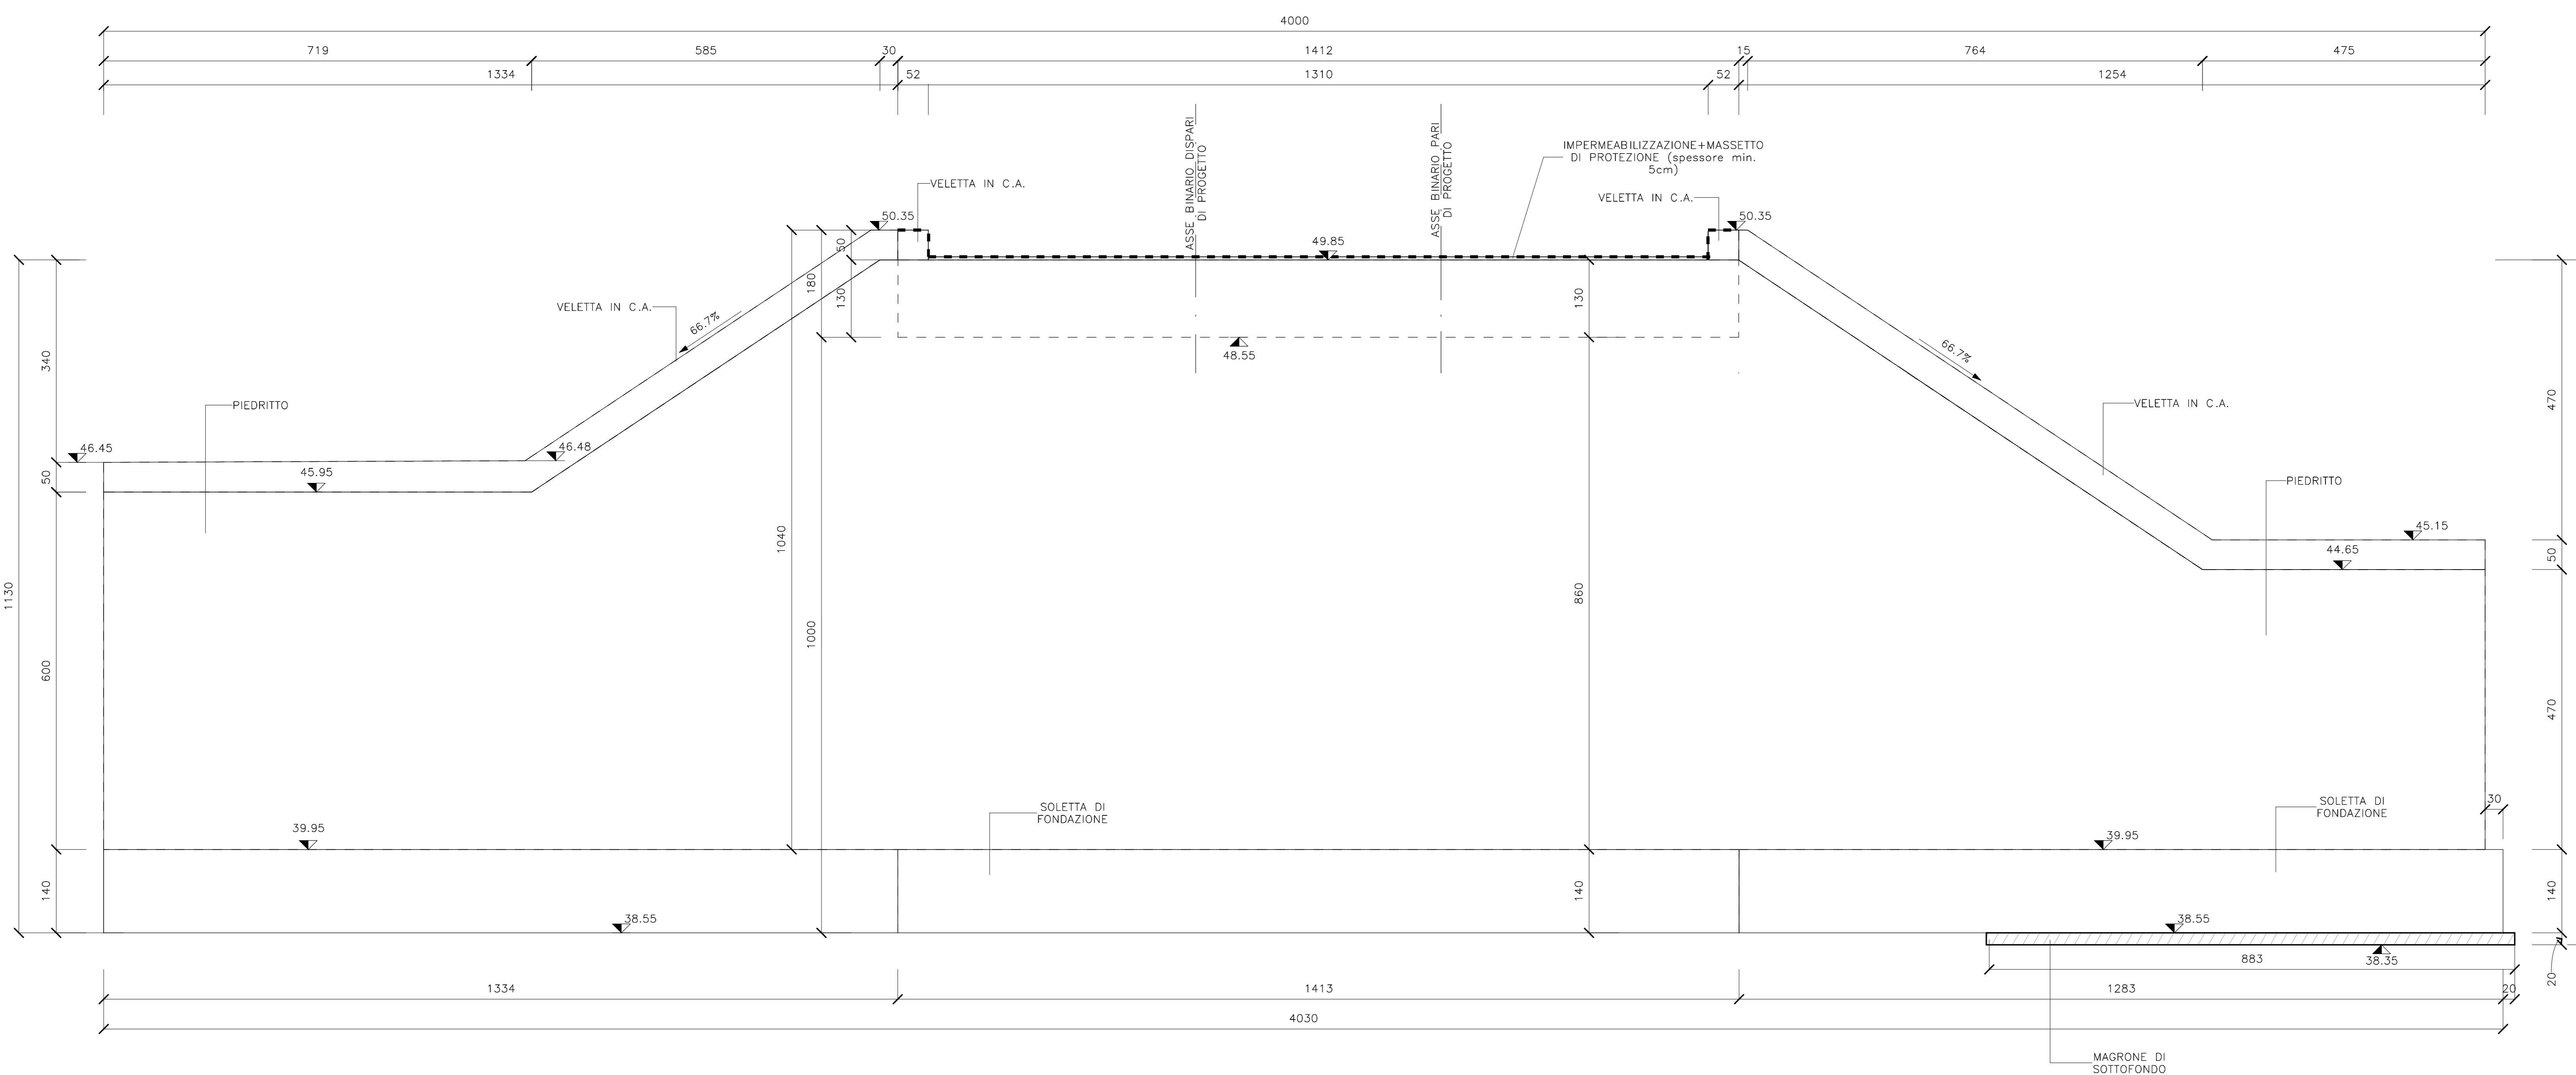 4000
719
585
30
1412
15
764
475
1334
52
1310
52
1254
ASSE BINARIO DISPARI
DI PROGETTO
ASSE BINARIO PARI
DI PROGETTO
IMPERMEABILIZZAZIONE+MASSETTO
DI PROTEZIONE (spessore min.
5cm)
VELETTA IN C.A.
VELETTA IN C.A.
50.35
50.35
49.85
50
180
130
130
48.55
VELETTA IN C.A.
66.7%
66.7%
340
470
PIEDRITTO
VELETTA IN C.A.
46.45
46.48
45.95
50
PIEDRITTO
45.15
44.65
50
1040
1130
1000
860
600
470
30
SOLETTA DI
FONDAZIONE
SOLETTA DI
FONDAZIONE
39.95
39.95
140
140
140
38.55
38.55
38.35
883
20
1334
1413
1283
20
4030
MAGRONE DI
SOTTOFONDO